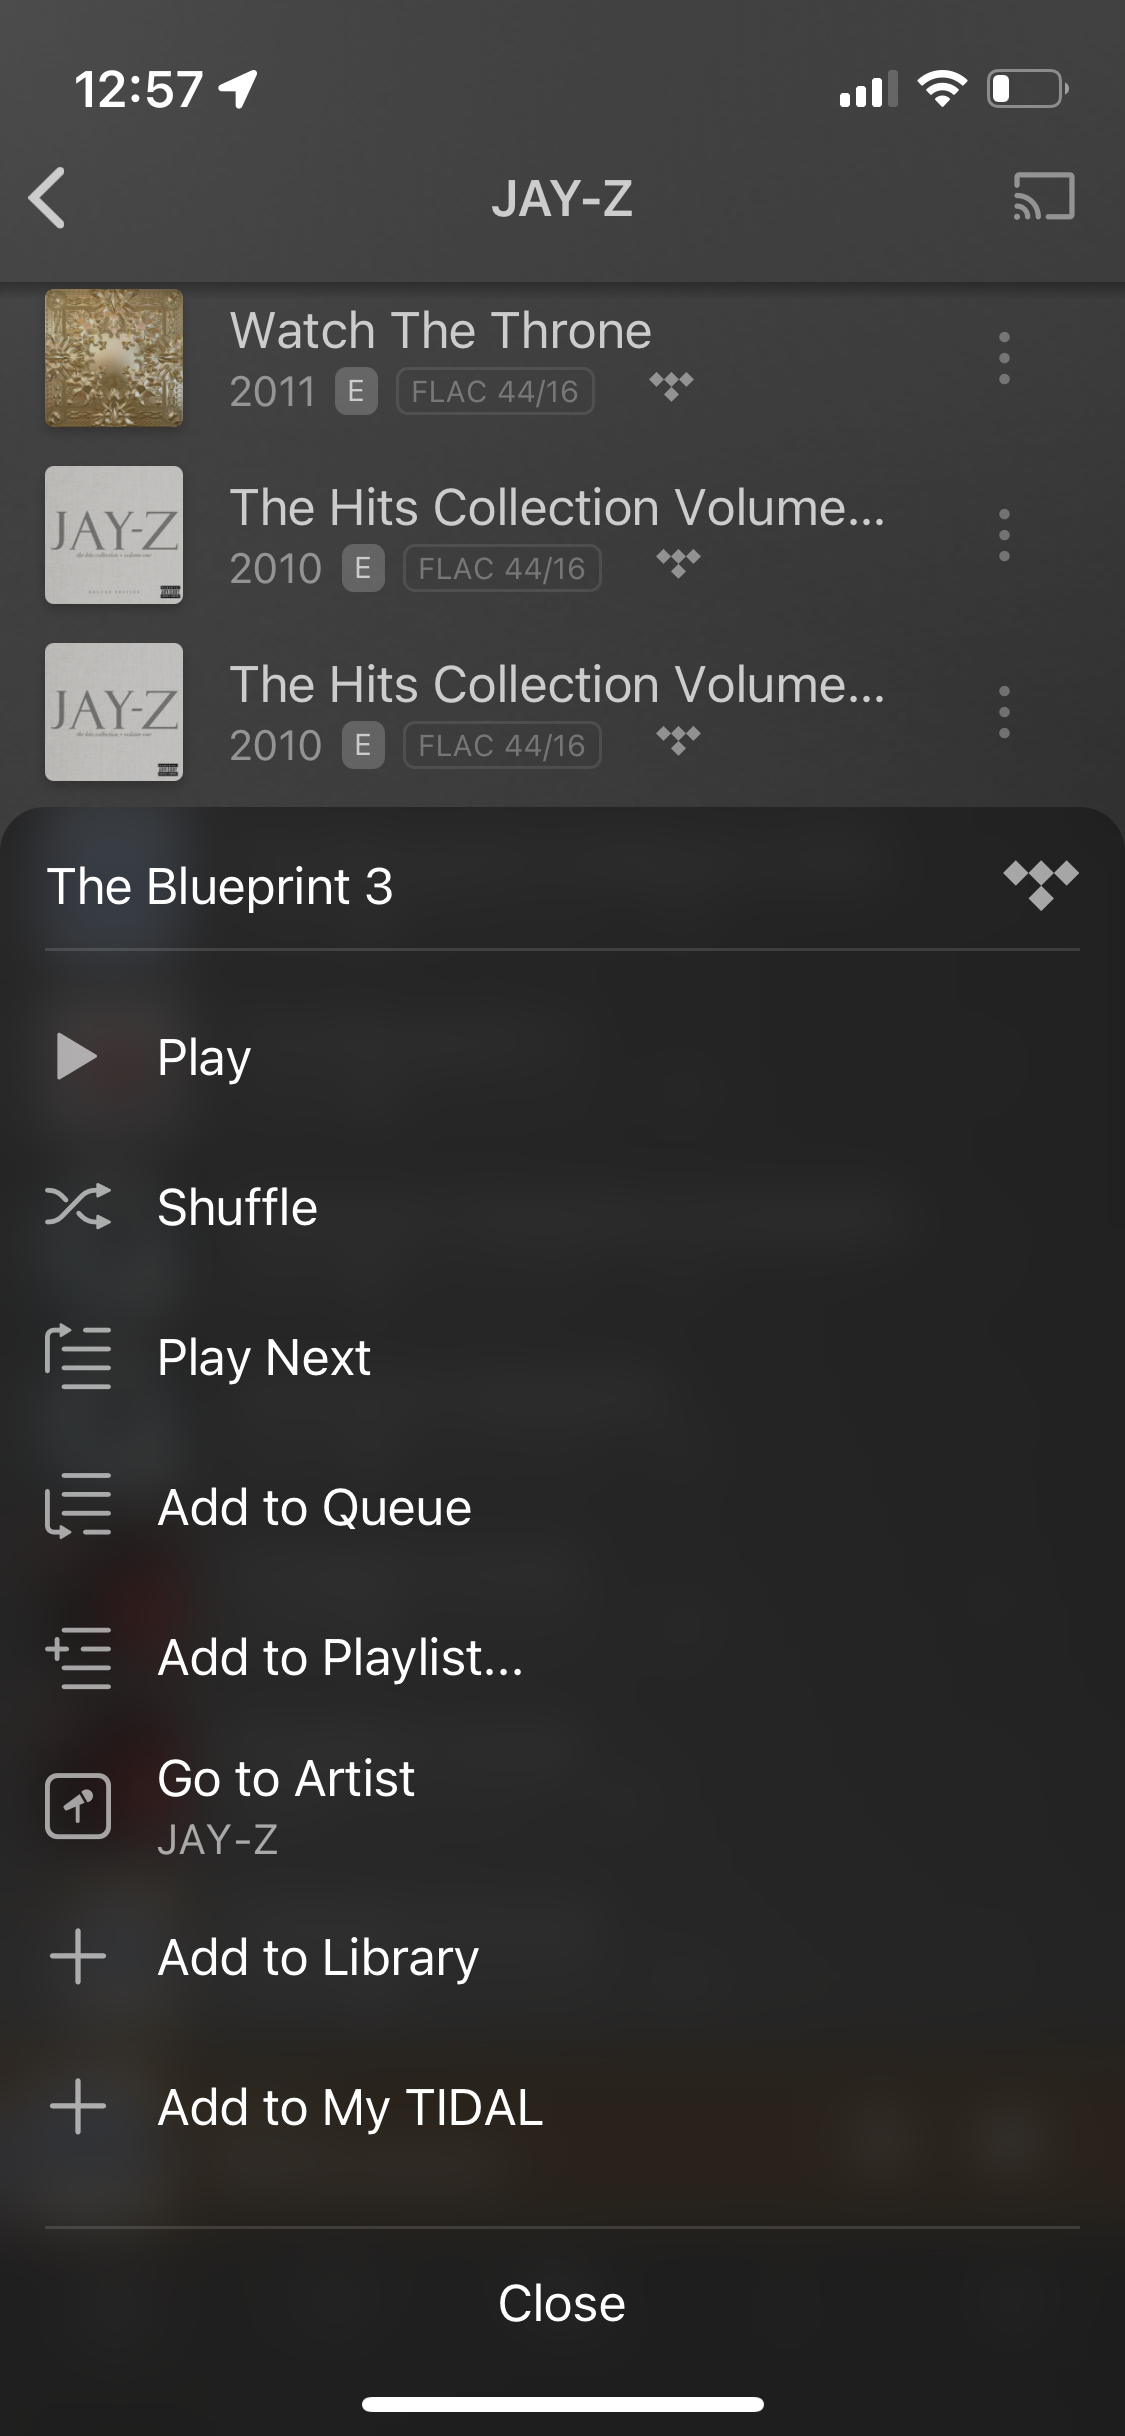 12:57
JAY-Z
Watch The Throne
2011 E FLAC 44/16
JAY-Z
The Hits Collection Volume...
2010 E FLAC 44/16
JAY-Z
The Hits Collection Volume...
2010 E FLAC 44/16
The Blueprint 3
Play
Shuffle
Play Next
Add to Queue
Add to Playlist...
Go to Artist
JAY-Z
Add to Library
Add to My TIDAL
Close